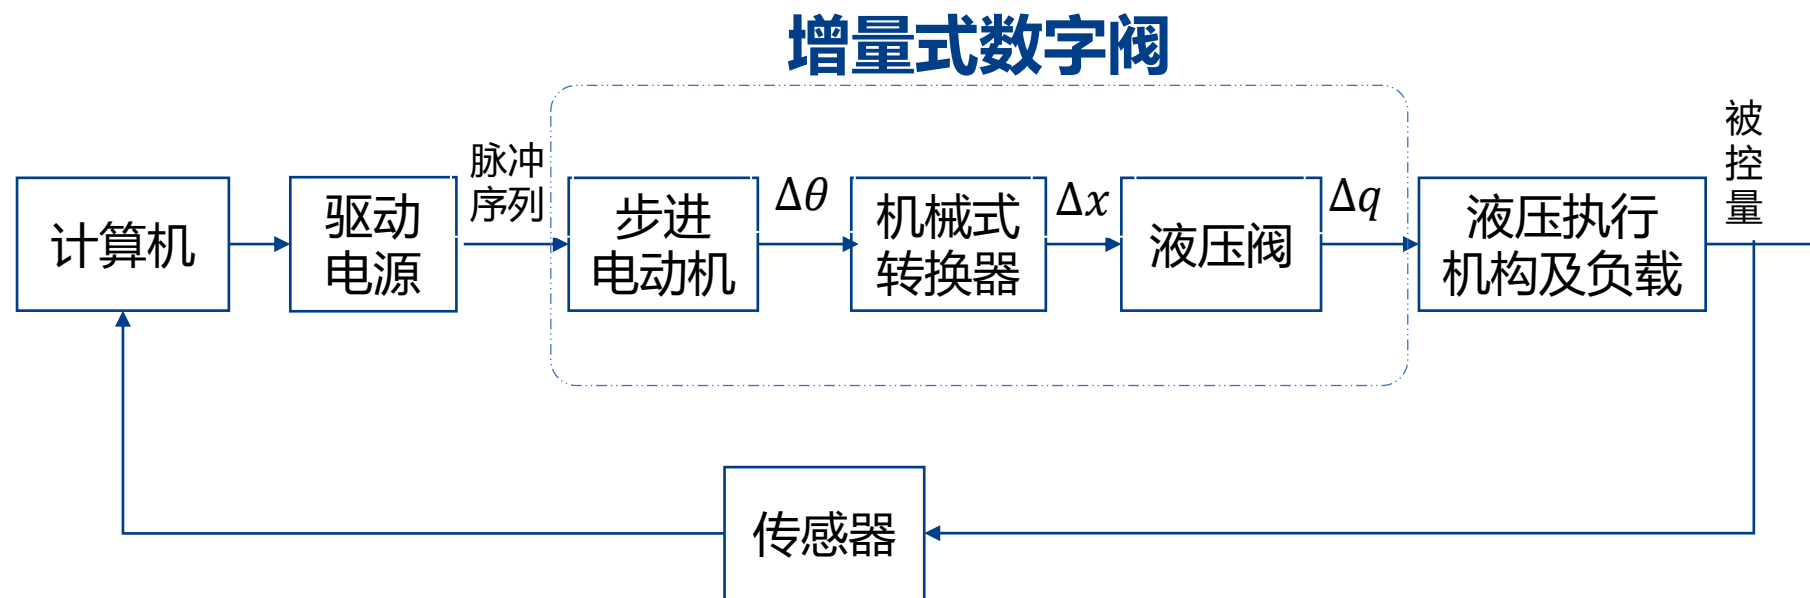 增量式数字阀
计算机
驱动
电源
脉冲
序列
步进
电动机
Δθ
机械式
转换器
Δx
液压阀
Δq
液压执行
机构及负载
被
控
量
传感器